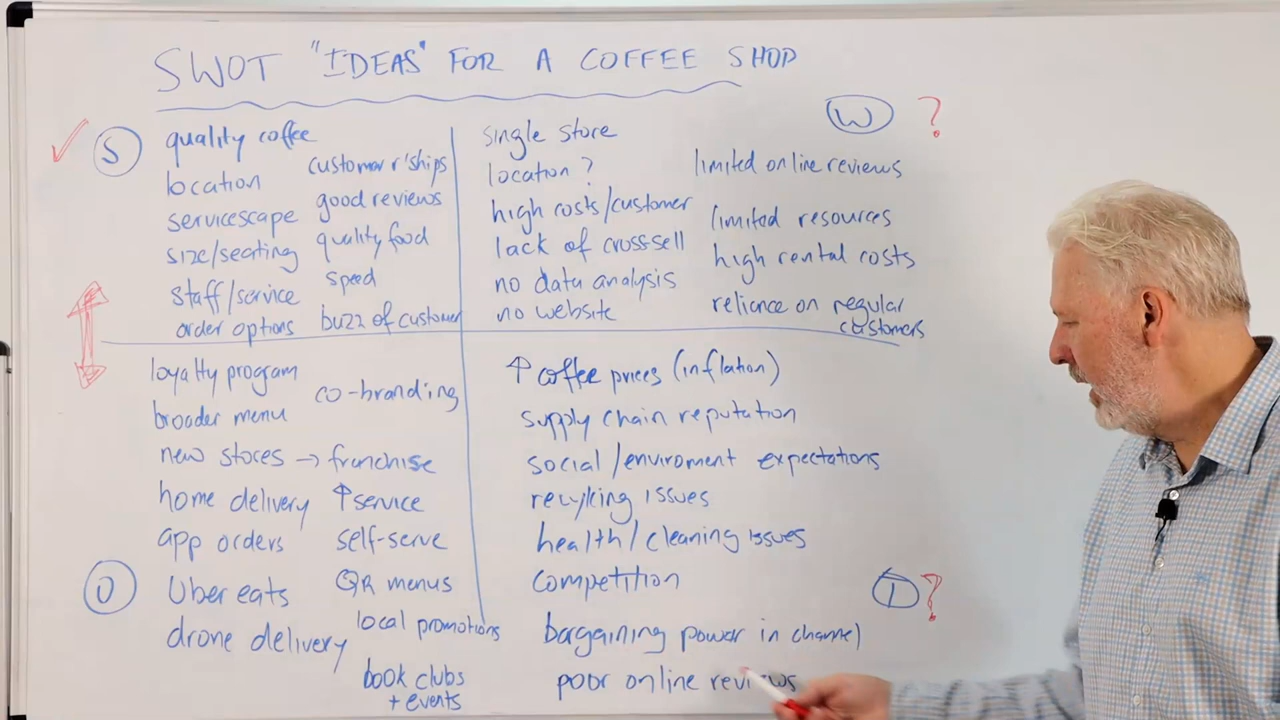 SWOT "IDEAS" FOR A COFFEE SHOP
S
quality coffee
location
servicescape
size/seating
staff/service
order options
customer r'ships
good reviews
quality food
speed
buzz of customer
W ?
single store
location ?
high costs/customer
lack of cross-sell
no data analysis
no website
limited online reviews
limited resources
high rental costs
reliance on regular
customers
O
loyalty program
broader menu
new stores → franchise
home delivery
app orders
Uber eats
drone delivery
co-branding
↑ service
self-serve
QR menus
local promotions
book clubs
+ events
T ?
↑ coffee prices (inflation)
supply chain reputation
social/enviroment expectations
recylking issues
health/cleaning issues
competition
bargaining power in channel
poor online reviews